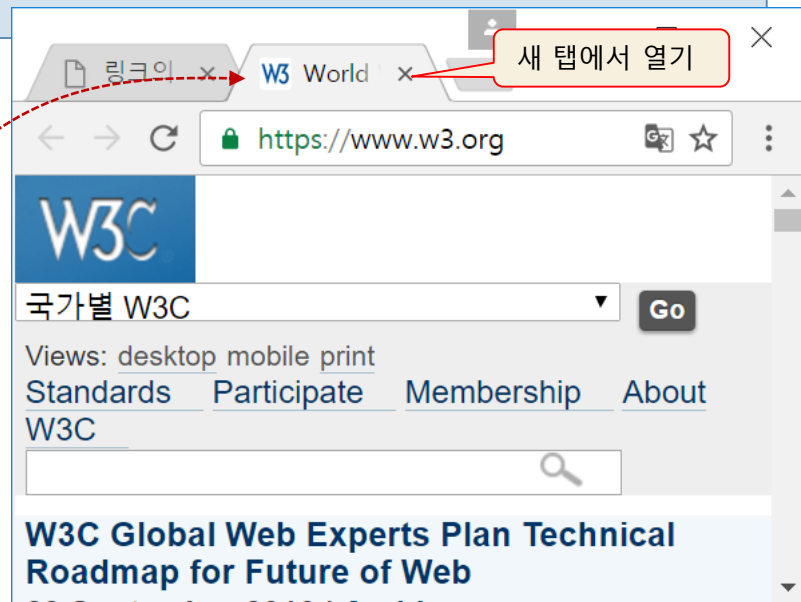 새 탭에서 열기
링크의 W3 World
https://www.w3.org
W3C
국가별 W3C Go
Views: desktop mobile print
Standards Participate Membership About
W3C
W3C Global Web Experts Plan Technical
Roadmap for Future of Web